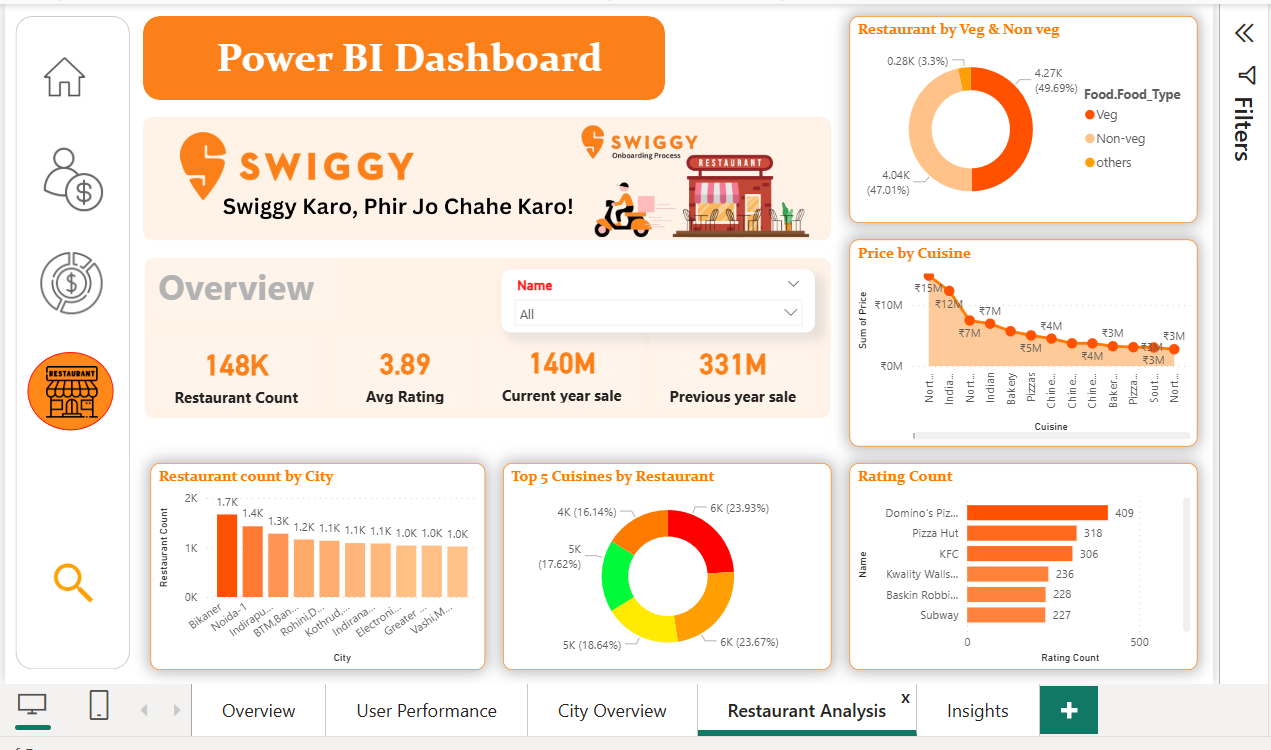 Power BI Dashboard
SWIGGY
Swiggy Karo, Phir Jo Chahe Karo!
SWIGGY
Onboarding Process
RESTAURANT
RESTAURANT
Overview
Name
All
148K
Restaurant Count
3.89
Avg Rating
140M
Current year sale
331M
Previous year sale
Restaurant by Veg & Non veg
0.28K (3.3%)
4.27K
(49.69%)
4.04K
(47.01%)
Food.Food_Type
Veg
Non-veg
others
Price by Cuisine
Sum of Price
₹10M
₹0M
₹15M
₹12M
₹7M
₹7M
₹5M
₹4M
₹4M
₹3M
₹3M
₹3M
₹3M
Nort...
India...
Nort...
Indian
Bakery
Pizzas
Chine...
Chine...
Chine...
Baker...
Pizza...
Sout...
Nort...
Cuisine
Restaurant count by City
Restaurant Count
2K
1K
0K
1.7K
1.4K
1.3K
1.2K
1.1K
1.1K
1.1K
1.0K
1.0K
1.0K
Bikaner
Noida-1
Indirapu...
BTM,Ban...
Rohini,D...
Kothrud,...
Indirana...
Electroni...
Greater ...
Vashi,M...
City
Top 5 Cuisines by Restaurant
4K (16.14%)
6K (23.93%)
5K
(17.62%)
5K (18.64%)
6K (23.67%)
Rating Count
Name
Domino's Piz... 409
Pizza Hut 318
KFC 306
Kwality Walls... 236
Baskin Robbi... 228
Subway 227
0 500
Rating Count
Filters
Overview
User Performance
City Overview
Restaurant Analysis x
Insights
+